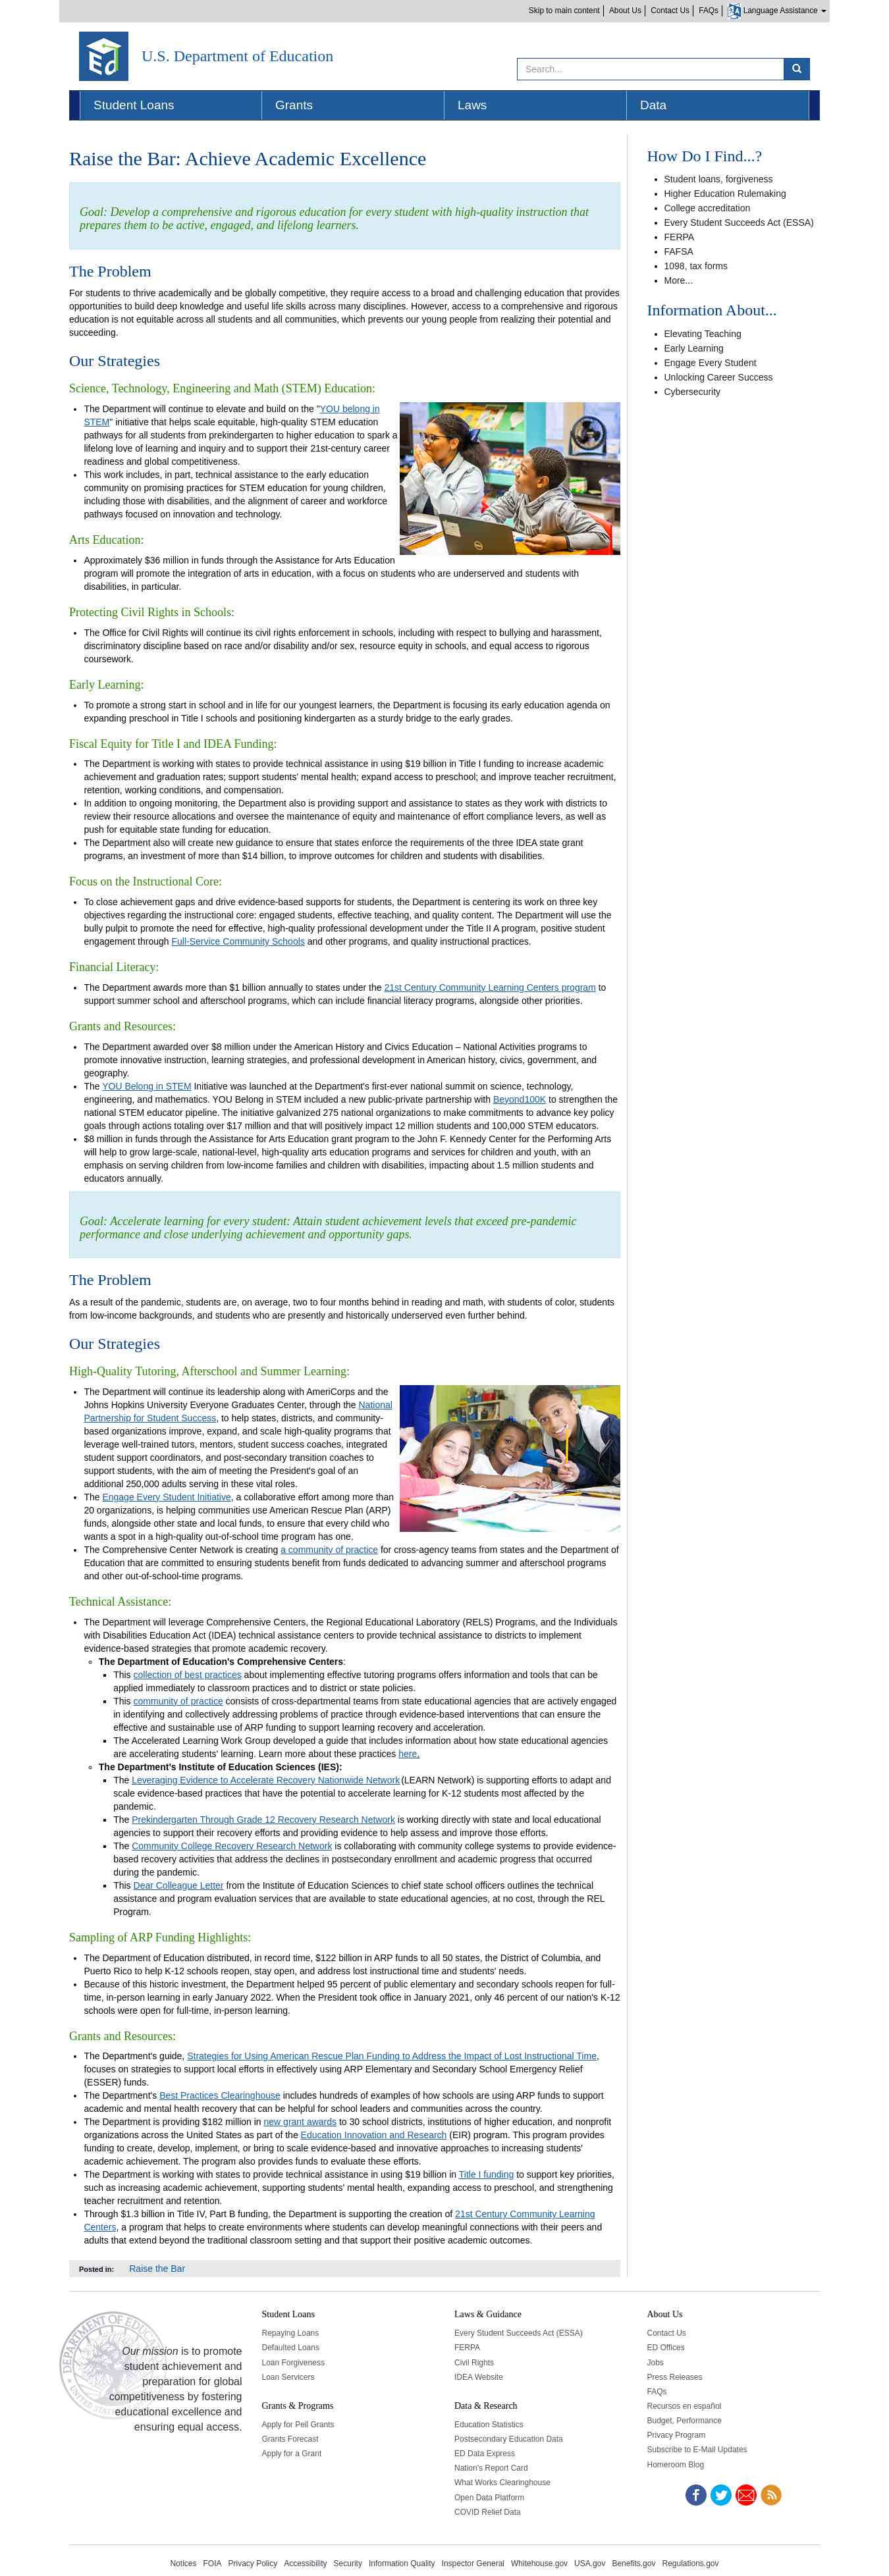 Skip to main content | About Us | Contact Us | FAQs | Language Assistance
U.S. Department of Education
Search...
Student Loans
Grants
Laws
Data
Raise the Bar: Achieve Academic Excellence
Goal: Develop a comprehensive and rigorous education for every student with high-quality instruction that
prepares them to be active, engaged, and lifelong learners.
The Problem
For students to thrive academically and be globally competitive, they require access to a broad and challenging education that provides
opportunities to build deep knowledge and useful life skills across many disciplines. However, access to a comprehensive and rigorous
education is not equitable across all students and all communities, which prevents our young people from realizing their potential and
succeeding.
Our Strategies
Science, Technology, Engineering and Math (STEM) Education:
The Department will continue to elevate and build on the "YOU belong in
STEM" initiative that helps scale equitable, high-quality STEM education
pathways for all students from prekindergarten to higher education to spark a
lifelong love of learning and inquiry and to support their 21st-century career
readiness and global competitiveness.
This work includes, in part, technical assistance to the early education
community on promising practices for STEM education for young children,
including those with disabilities, and the alignment of career and workforce
pathways focused on innovation and technology.
Arts Education:
Approximately $36 million in funds through the Assistance for Arts Education
program will promote the integration of arts in education, with a focus on students who are underserved and students with
disabilities, in particular.
Protecting Civil Rights in Schools:
The Office for Civil Rights will continue its civil rights enforcement in schools, including with respect to bullying and harassment,
discriminatory discipline based on race and/or disability and/or sex, resource equity in schools, and equal access to rigorous
coursework.
Early Learning:
To promote a strong start in school and in life for our youngest learners, the Department is focusing its early education agenda on
expanding preschool in Title I schools and positioning kindergarten as a sturdy bridge to the early grades.
Fiscal Equity for Title I and IDEA Funding:
The Department is working with states to provide technical assistance in using $19 billion in Title I funding to increase academic
achievement and graduation rates; support students' mental health; expand access to preschool; and improve teacher recruitment,
retention, working conditions, and compensation.
In addition to ongoing monitoring, the Department also is providing support and assistance to states as they work with districts to
review their resource allocations and oversee the maintenance of equity and maintenance of effort compliance levers, as well as
push for equitable state funding for education.
The Department also will create new guidance to ensure that states enforce the requirements of the three IDEA state grant
programs, an investment of more than $14 billion, to improve outcomes for children and students with disabilities.
Focus on the Instructional Core:
To close achievement gaps and drive evidence-based supports for students, the Department is centering its work on three key
objectives regarding the instructional core: engaged students, effective teaching, and quality content. The Department will use the
bully pulpit to promote the need for effective, high-quality professional development under the Title II A program, positive student
engagement through Full-Service Community Schools and other programs, and quality instructional practices.
Financial Literacy:
The Department awards more than $1 billion annually to states under the 21st Century Community Learning Centers program to
support summer school and afterschool programs, which can include financial literacy programs, alongside other priorities.
Grants and Resources:
The Department awarded over $8 million under the American History and Civics Education – National Activities programs to
promote innovative instruction, learning strategies, and professional development in American history, civics, government, and
geography.
The YOU Belong in STEM Initiative was launched at the Department's first-ever national summit on science, technology,
engineering, and mathematics. YOU Belong in STEM included a new public-private partnership with Beyond100K to strengthen the
national STEM educator pipeline. The initiative galvanized 275 national organizations to make commitments to advance key policy
goals through actions totaling over $17 million and that will positively impact 12 million students and 100,000 STEM educators.
$8 million in funds through the Assistance for Arts Education grant program to the John F. Kennedy Center for the Performing Arts
will help to grow large-scale, national-level, high-quality arts education programs and services for children and youth, with an
emphasis on serving children from low-income families and children with disabilities, impacting about 1.5 million students and
educators annually.
Goal: Accelerate learning for every student: Attain student achievement levels that exceed pre-pandemic
performance and close underlying achievement and opportunity gaps.
The Problem
As a result of the pandemic, students are, on average, two to four months behind in reading and math, with students of color, students
from low-income backgrounds, and students who are presently and historically underserved even further behind.
Our Strategies
High-Quality Tutoring, Afterschool and Summer Learning:
The Department will continue its leadership along with AmeriCorps and the
Johns Hopkins University Everyone Graduates Center, through the National
Partnership for Student Success, to help states, districts, and community-
based organizations improve, expand, and scale high-quality programs that
leverage well-trained tutors, mentors, student success coaches, integrated
student support coordinators, and post-secondary transition coaches to
support students, with the aim of meeting the President's goal of an
additional 250,000 adults serving in these vital roles.
The Engage Every Student Initiative, a collaborative effort among more than
20 organizations, is helping communities use American Rescue Plan (ARP)
funds, alongside other state and local funds, to ensure that every child who
wants a spot in a high-quality out-of-school time program has one.
The Comprehensive Center Network is creating a community of practice for cross-agency teams from states and the Department of
Education that are committed to ensuring students benefit from funds dedicated to advancing summer and afterschool programs
and other out-of-school-time programs.
Technical Assistance:
The Department will leverage Comprehensive Centers, the Regional Educational Laboratory (RELS) Programs, and the Individuals
with Disabilities Education Act (IDEA) technical assistance centers to provide technical assistance to districts to implement
evidence-based strategies that promote academic recovery.
The Department of Education's Comprehensive Centers:
This collection of best practices about implementing effective tutoring programs offers information and tools that can be
applied immediately to classroom practices and to district or state policies.
This community of practice consists of cross-departmental teams from state educational agencies that are actively engaged
in identifying and collectively addressing problems of practice through evidence-based interventions that can ensure the
effective and sustainable use of ARP funding to support learning recovery and acceleration.
The Accelerated Learning Work Group developed a guide that includes information about how state educational agencies
are accelerating students' learning. Learn more about these practices here.
The Department's Institute of Education Sciences (IES):
The Leveraging Evidence to Accelerate Recovery Nationwide Network (LEARN Network) is supporting efforts to adapt and
scale evidence-based practices that have the potential to accelerate learning for K-12 students most affected by the
pandemic.
The Prekindergarten Through Grade 12 Recovery Research Network is working directly with state and local educational
agencies to support their recovery efforts and providing evidence to help assess and improve those efforts.
The Community College Recovery Research Network is collaborating with community college systems to provide evidence-
based recovery activities that address the declines in postsecondary enrollment and academic progress that occurred
during the pandemic.
This Dear Colleague Letter from the Institute of Education Sciences to chief state school officers outlines the technical
assistance and program evaluation services that are available to state educational agencies, at no cost, through the REL
Program.
Sampling of ARP Funding Highlights:
The Department of Education distributed, in record time, $122 billion in ARP funds to all 50 states, the District of Columbia, and
Puerto Rico to help K-12 schools reopen, stay open, and address lost instructional time and students' needs.
Because of this historic investment, the Department helped 95 percent of public elementary and secondary schools reopen for full-
time, in-person learning in early January 2022. When the President took office in January 2021, only 46 percent of our nation's K-12
schools were open for full-time, in-person learning.
Grants and Resources:
The Department's guide, Strategies for Using American Rescue Plan Funding to Address the Impact of Lost Instructional Time,
focuses on strategies to support local efforts in effectively using ARP Elementary and Secondary School Emergency Relief
(ESSER) funds.
The Department's Best Practices Clearinghouse includes hundreds of examples of how schools are using ARP funds to support
academic and mental health recovery that can be helpful for school leaders and communities across the country.
The Department is providing $182 million in new grant awards to 30 school districts, institutions of higher education, and nonprofit
organizations across the United States as part of the Education Innovation and Research (EIR) program. This program provides
funding to create, develop, implement, or bring to scale evidence-based and innovative approaches to increasing students'
academic achievement. The program also provides funds to evaluate these efforts.
The Department is working with states to provide technical assistance in using $19 billion in Title I funding to support key priorities,
such as increasing academic achievement, supporting students' mental health, expanding access to preschool, and strengthening
teacher recruitment and retention.
Through $1.3 billion in Title IV, Part B funding, the Department is supporting the creation of 21st Century Community Learning
Centers, a program that helps to create environments where students can develop meaningful connections with their peers and
adults that extend beyond the traditional classroom setting and that support their positive academic outcomes.
Posted in: Raise the Bar
How Do I Find...?
Student loans, forgiveness
Higher Education Rulemaking
College accreditation
Every Student Succeeds Act (ESSA)
FERPA
FAFSA
1098, tax forms
More...
Information About...
Elevating Teaching
Early Learning
Engage Every Student
Unlocking Career Success
Cybersecurity
Our mission is to promote
student achievement and
preparation for global
competitiveness by fostering
educational excellence and
ensuring equal access.
Student Loans
Repaying Loans
Defaulted Loans
Loan Forgiveness
Loan Servicers
Grants & Programs
Apply for Pell Grants
Grants Forecast
Apply for a Grant
Laws & Guidance
Every Student Succeeds Act (ESSA)
FERPA
Civil Rights
IDEA Website
Data & Research
Education Statistics
Postsecondary Education Data
ED Data Express
Nation's Report Card
What Works Clearinghouse
Open Data Platform
COVID Relief Data
About Us
Contact Us
ED Offices
Jobs
Press Releases
FAQs
Recursos en español
Budget, Performance
Privacy Program
Subscribe to E-Mail Updates
Homeroom Blog
Notices FOIA Privacy Policy Accessibility Security Information Quality Inspector General Whitehouse.gov USA.gov Benefits.gov Regulations.gov